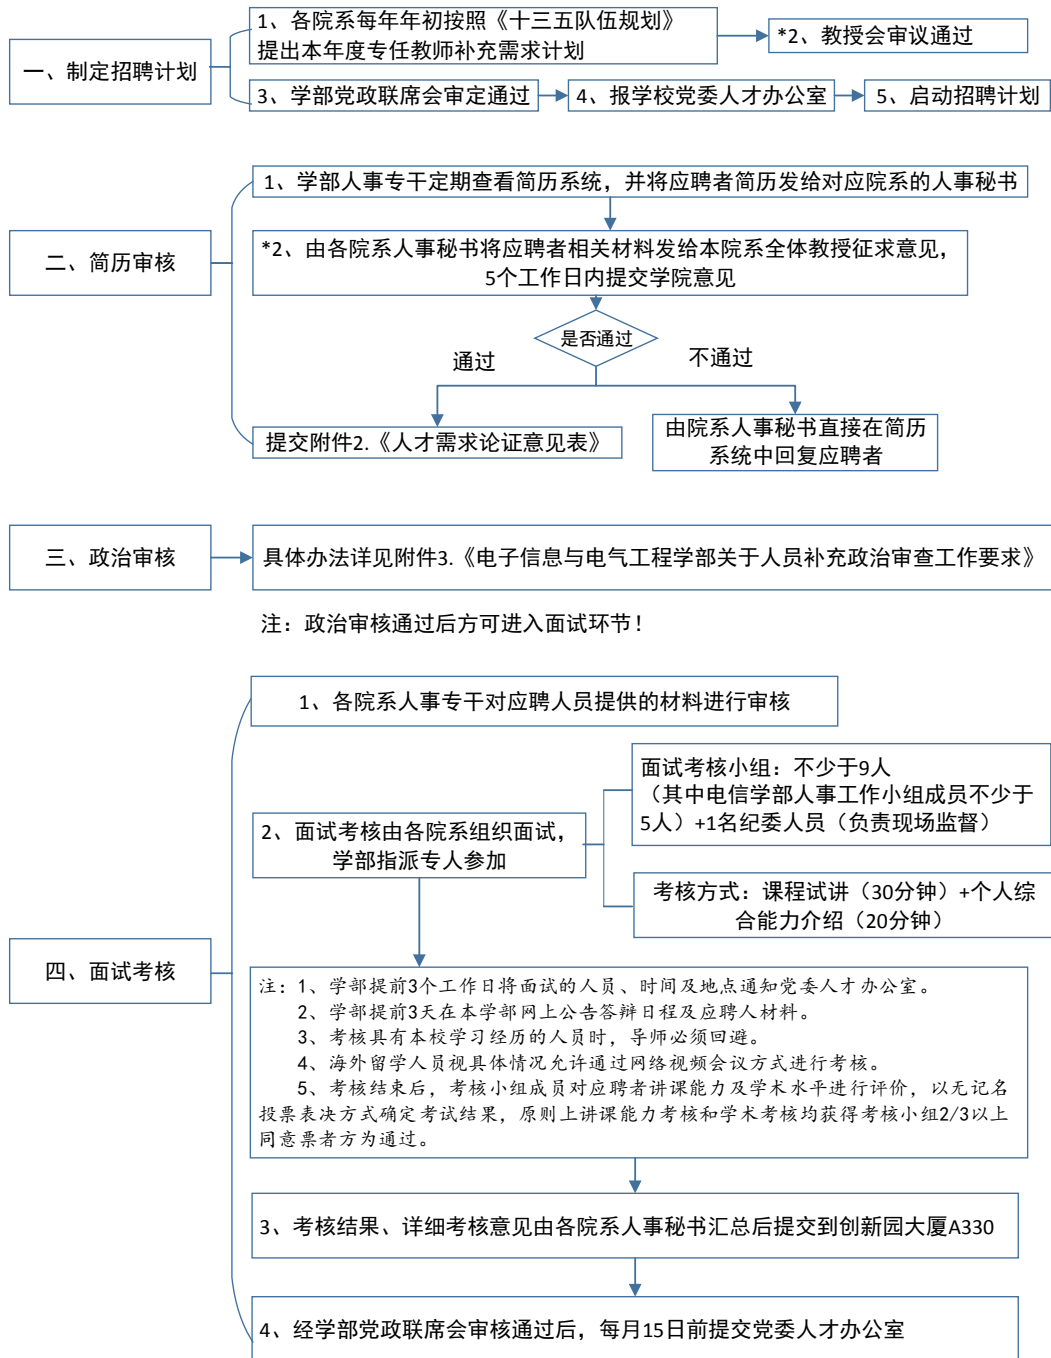 一、制定招聘计划
1、各院系每年年初按照《十三五队伍规划》
提出本年度专任教师补充需求计划
*2、教授会审议通过
3、学部党政联席会审定通过
4、报学校党委人才办公室
5、启动招聘计划
二、简历审核
1、学部人事专干定期查看简历系统，并将应聘者简历发给对应院系的人事秘书
*2、由各院系人事秘书将应聘者相关材料发给本院系全体教授征求意见，
5个工作日内提交学院意见
是否通过
通过
不通过
提交附件2.《人才需求论证意见表》
由院系人事秘书直接在简历
系统中回复应聘者
三、政治审核
具体办法详见附件3.《电子信息与电气工程学部关于人员补充政治审查工作要求》
注：政治审核通过后方可进入面试环节！
四、面试考核
1、各院系人事专干对应聘人员提供的材料进行审核
2、面试考核由各院系组织面试，
学部指派专人参加
面试考核小组：不少于9人
（其中电信学部人事工作小组成员不少于
5人）+1名纪委人员（负责现场监督）
考核方式：课程试讲（30分钟）+个人综
合能力介绍（20分钟）
注：1、学部提前3个工作日将面试的人员、时间及地点通知党委人才办公室。
2、学部提前3天在本学部网上公告答辩日程及应聘人材料。
3、考核具有本校学习经历的人员时，导师必须回避。
4、海外留学人员视具体情况允许通过网络视频会议方式进行考核。
5、考核结束后，考核小组成员对应聘者讲课能力及学术水平进行评价，以无记名
投票表决方式确定考试结果，原则上讲课能力考核和学术考核均获得考核小组2/3以上
同意票者方为通过。
3、考核结果、详细考核意见由各院系人事秘书汇总后提交到创新园大厦A330
4、经学部党政联席会审核通过后，每月15日前提交党委人才办公室